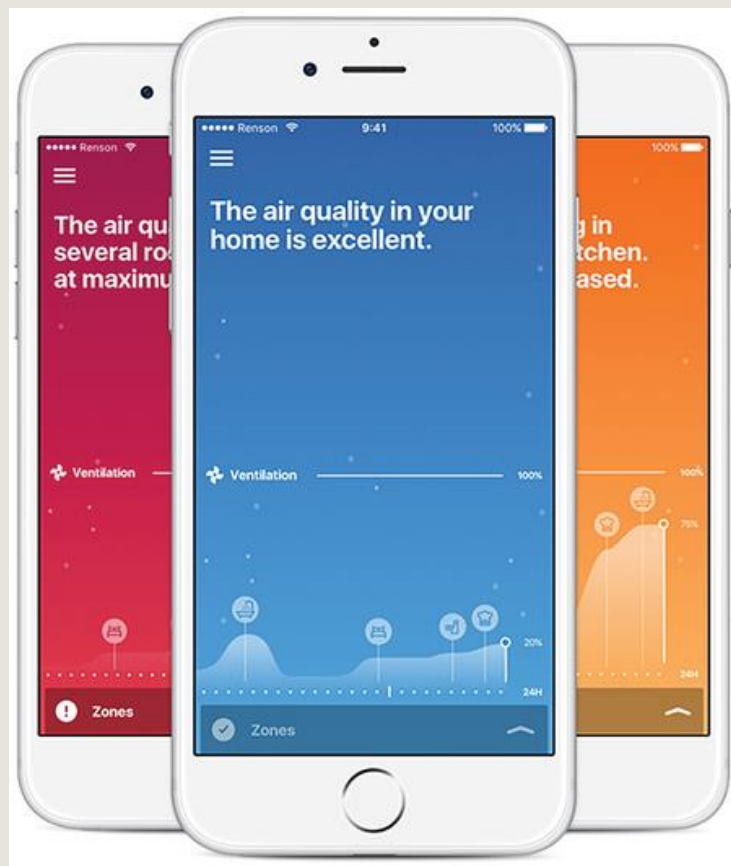 Renson
100%
The air qu
several ro
at maximu
Ventilation
Zones
Renson
9:41
100%
The air quality in your
home is excellent.
Ventilation
100%
20%
24H
Zones
100%
g in
tchen.
ased.
100%
75%
24H